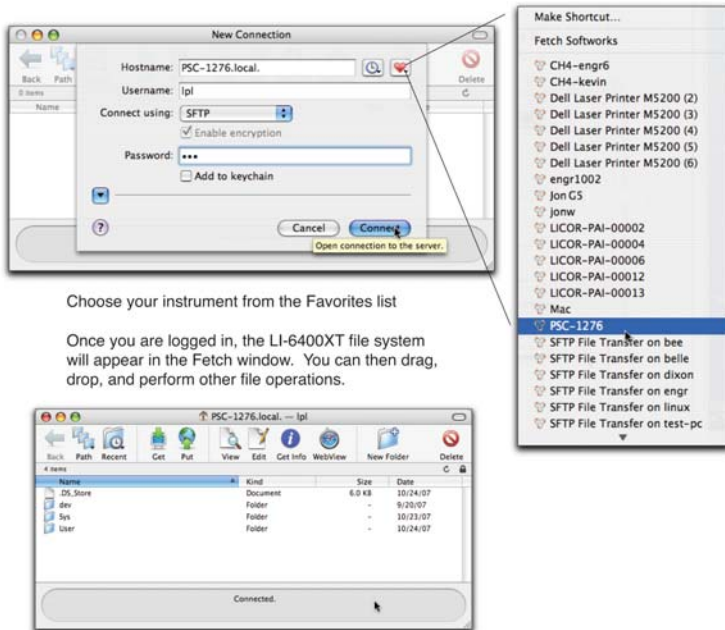 New Connection
Back Path
Delete
0 items
Name
Hostname: PSC-1276.local.
Username: lpl
Connect using: SFTP
Enable encryption
Password: •••
Add to keychain
?
Cancel
Connect
Open connection to the server.
Make Shortcut...
Fetch Softworks
CH4-engr6
CH4-kevin
Dell Laser Printer M5200 (2)
Dell Laser Printer M5200 (3)
Dell Laser Printer M5200 (4)
Dell Laser Printer M5200 (5)
Dell Laser Printer M5200 (6)
engr1002
Jon G5
jonw
LICOR-PAI-00002
LICOR-PAI-00004
LICOR-PAI-00006
LICOR-PAI-00012
LICOR-PAI-00013
Mac
PSC-1276
SFTP File Transfer on bee
SFTP File Transfer on belle
SFTP File Transfer on dixon
SFTP File Transfer on engr
SFTP File Transfer on linux
SFTP File Transfer on test-pc
Choose your instrument from the Favorites list
Once you are logged in, the LI-6400XT file system
will appear in the Fetch window. You can then drag,
drop, and perform other file operations.
PSC-1276.local. — lpl
Back Path Recent Get Put View Edit Get Info WebView New Folder Delete
4 items
Name Kind Size Date
.DS_Store Document 6.0 KB 10/24/07
dev Folder - 9/20/07
Sys Folder - 10/23/07
User Folder - 10/24/07
Connected.